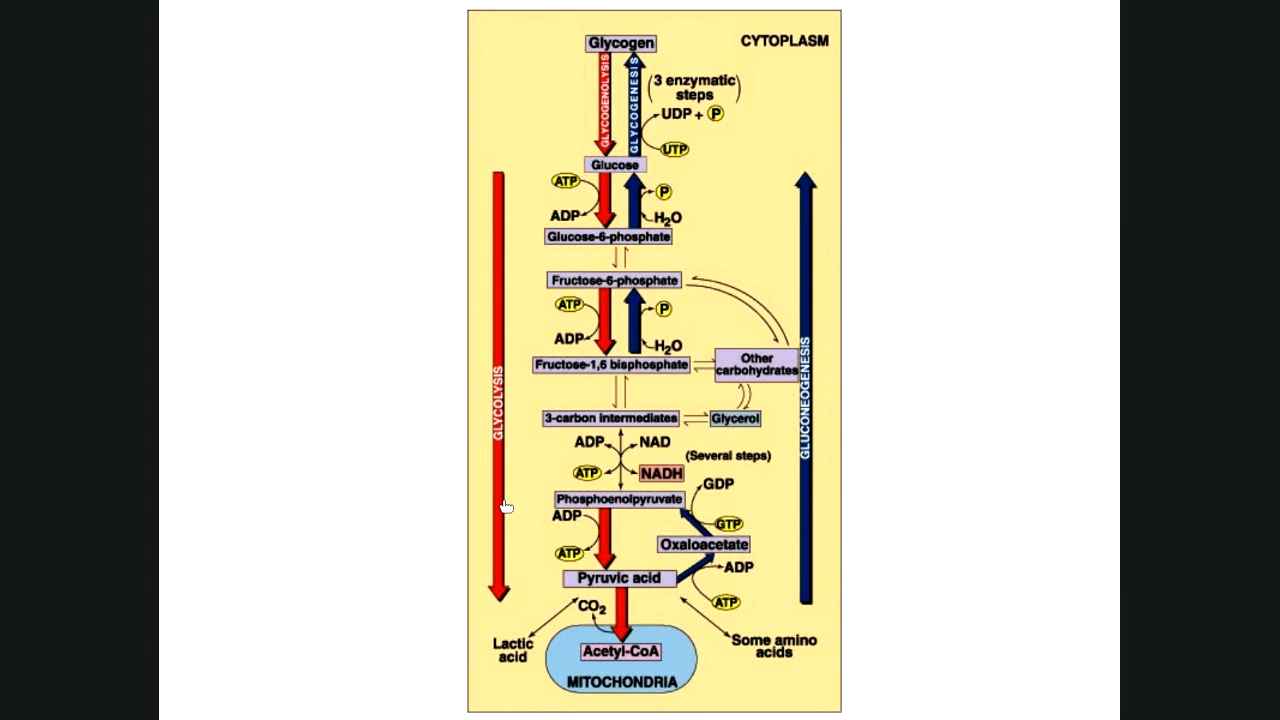 Glycogen
CYTOPLASM
GLYCOGENOLYSIS
GLYCOGENESIS
(3 enzymatic
steps)
UDP + P
UTP
Glucose
ATP
ADP
P
H2O
Glucose-6-phosphate
Fructose-6-phosphate
ATP
ADP
P
H2O
Fructose-1,6 bisphosphate
Other
carbohydrates
3-carbon intermediates
Glycerol
GLYCOLYSIS
GLUCONEOGENESIS
ADP
NAD
(Several steps)
ATP
NADH
GDP
Phosphoenolpyruvate
ADP
GTP
ATP
Oxaloacetate
ADP
Pyruvic acid
ATP
CO2
Lactic
acid
Some amino
acids
Acetyl-CoA
MITOCHONDRIA